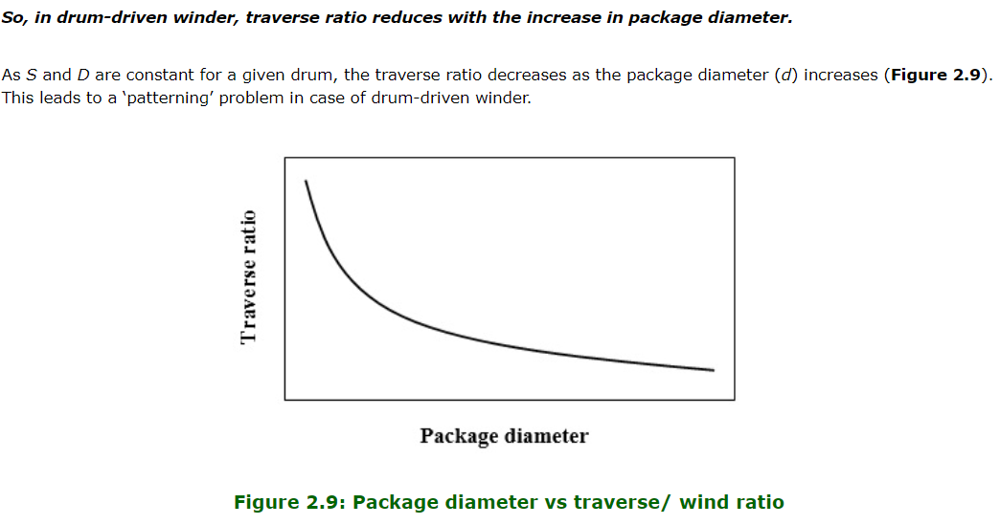 So, in drum-driven winder, traverse ratio reduces with the increase in package diameter.
As S and D are constant for a given drum, the traverse ratio decreases as the package diameter (d) increases (Figure 2.9).
This leads to a ‘patterning’ problem in case of drum-driven winder.
Traverse ratio
Package diameter
Figure 2.9: Package diameter vs traverse/ wind ratio